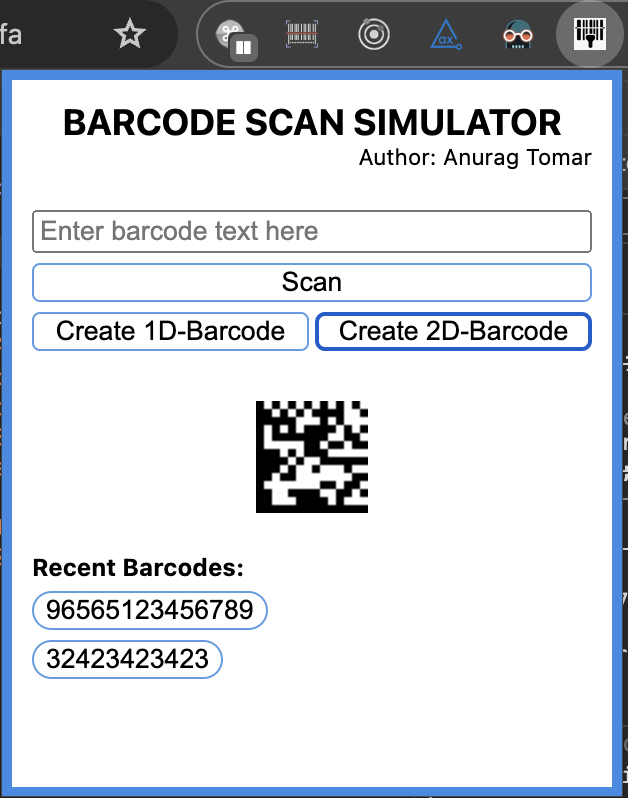 fa
ax
BARCODE SCAN SIMULATOR
Author: Anurag Tomar
Enter barcode text here
Scan
Create 1D-Barcode Create 2D-Barcode
Recent Barcodes:
96565123456789
32423423423